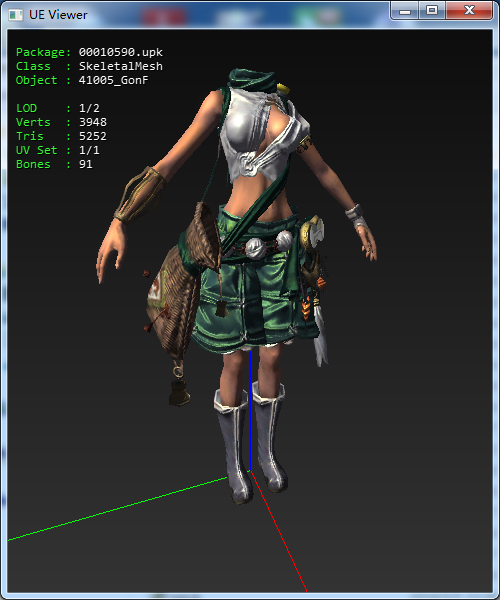 UE Viewer
Package: 00010590.upk
Class : SkeletalMesh
Object : 41005_GonF
LOD : 1/2
Verts : 3948
Tris : 5252
UV Set : 1/1
Bones : 91